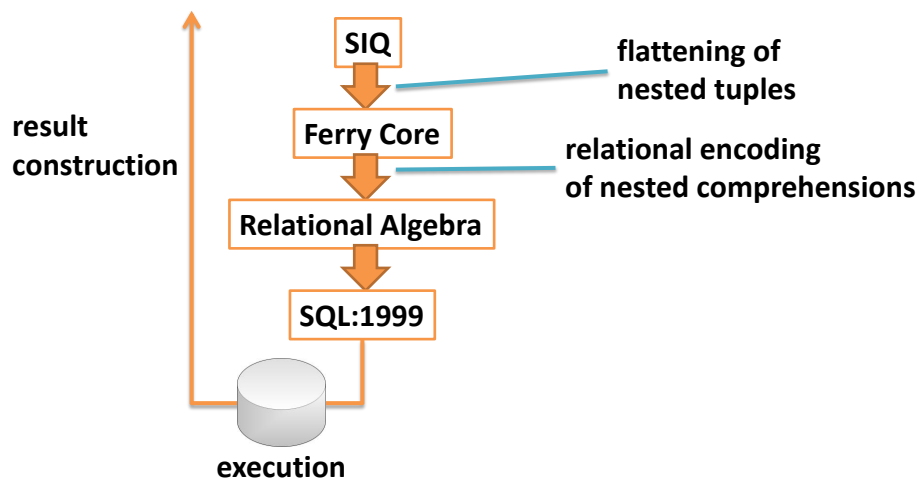 SIQ
flattening of
nested tuples
Ferry Core
result
construction
relational encoding
of nested comprehensions
Relational Algebra
SQL:1999
execution